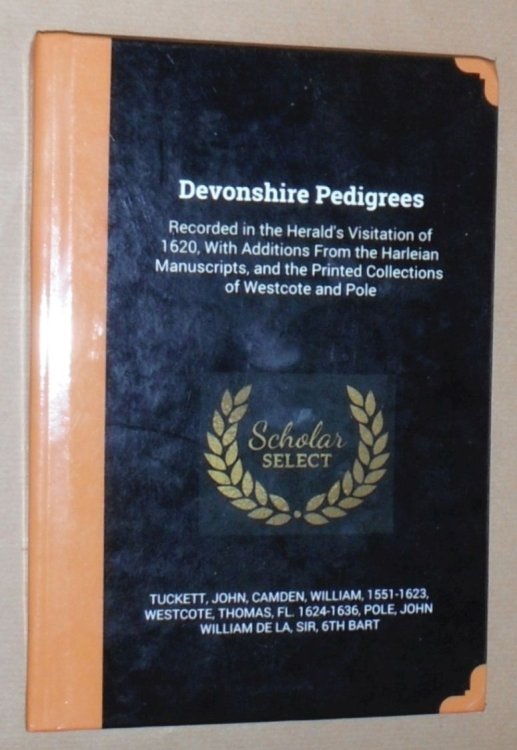 Devonshire Pedigrees
Recorded in the Herald's Visitation of
1620, With Additions From the Harleian
Manuscripts, and the Printed Collections
of Westcote and Pole
Scholar
SELECT
TUCKETT, JOHN, CAMDEN, WILLIAM, 1551-1623,
WESTCOTE, THOMAS, FL. 1624-1636, POLE, JOHN
WILLIAM DE LA, SIR, 6TH BART